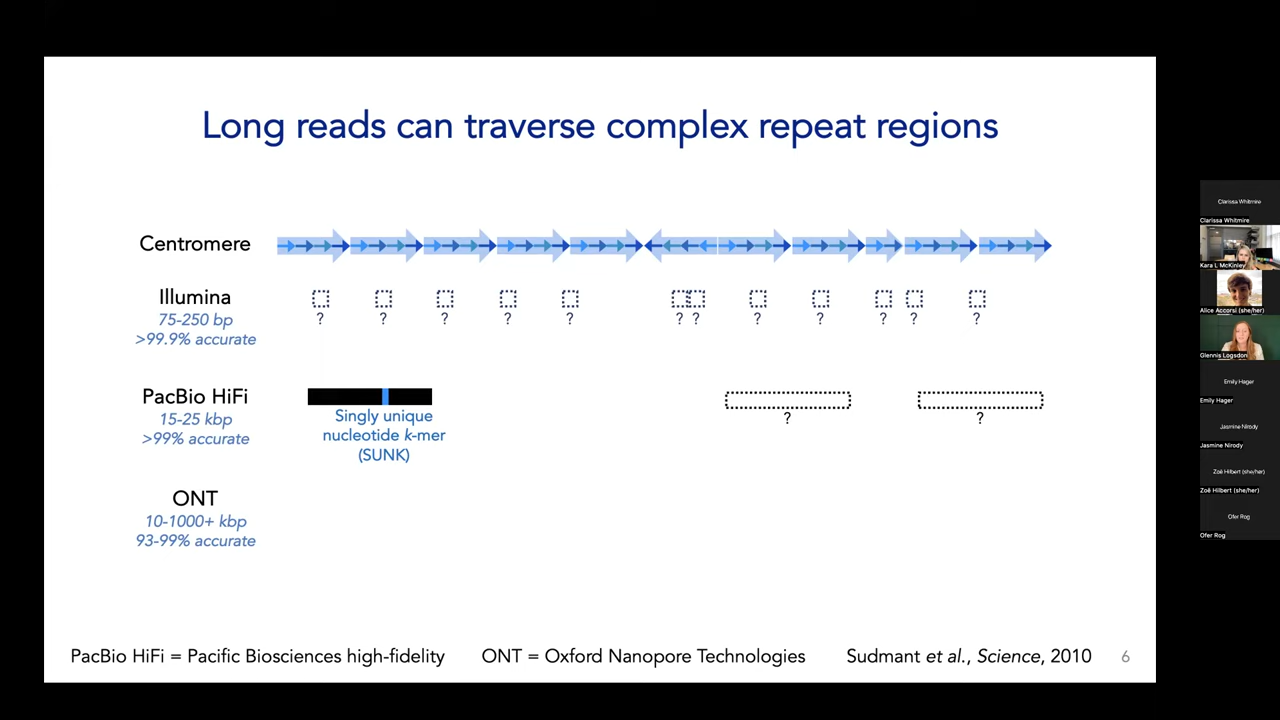 Long reads can traverse complex repeat regions
Centromere
Illumina
75-250 bp
>99.9% accurate
? ? ? ? ? ? ? ? ? ? ? ?
PacBio HiFi
15-25 kbp
>99% accurate
Singly unique
nucleotide k-mer
(SUNK)
? ?
ONT
10-1000+ kbp
93-99% accurate
PacBio HiFi = Pacific Biosciences high-fidelity
ONT = Oxford Nanopore Technologies
Sudmant et al., Science, 2010
6
Clarissa Whitmire
Clarissa Whitmire
Kara L McKinley
Alice Accorsi (she/her)
Glennis Logsdon
Emily Hager
Emily Hager
Jasmine Nirody
Jasmine Nirody
Zoë Hilbert (she/her)
Zoë Hilbert (she/her)
Ofer Rog
Ofer Rog